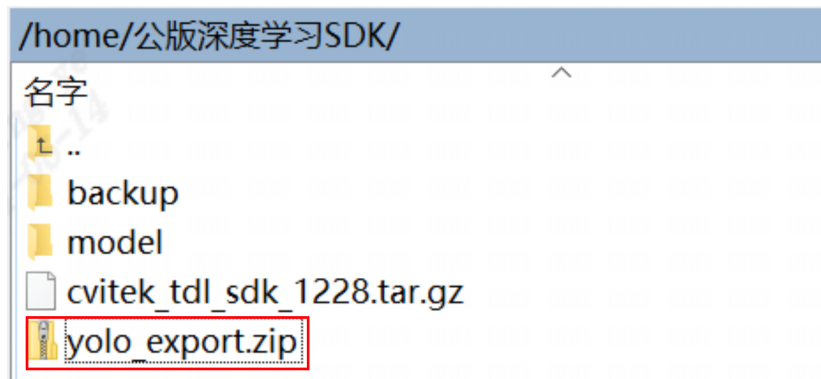 /home/公版深度学习SDK/
名字
..
backup
model
cvitek_tdl_sdk_1228.tar.gz
yolo_export.zip